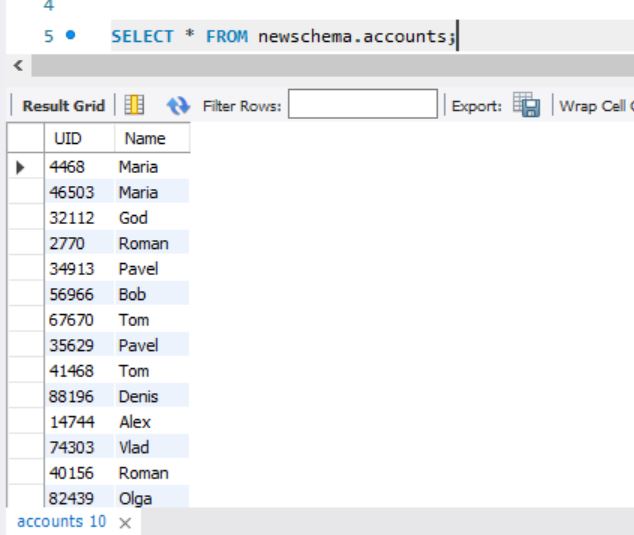 4
5 SELECT * FROM newschema.accounts;
Result Grid Filter Rows: Export: Wrap Cell
UID Name
4468 Maria
46503 Maria
32112 God
2770 Roman
34913 Pavel
56966 Bob
67670 Tom
35629 Pavel
41468 Tom
88196 Denis
14744 Alex
74303 Vlad
40156 Roman
82439 Olga
accounts 10